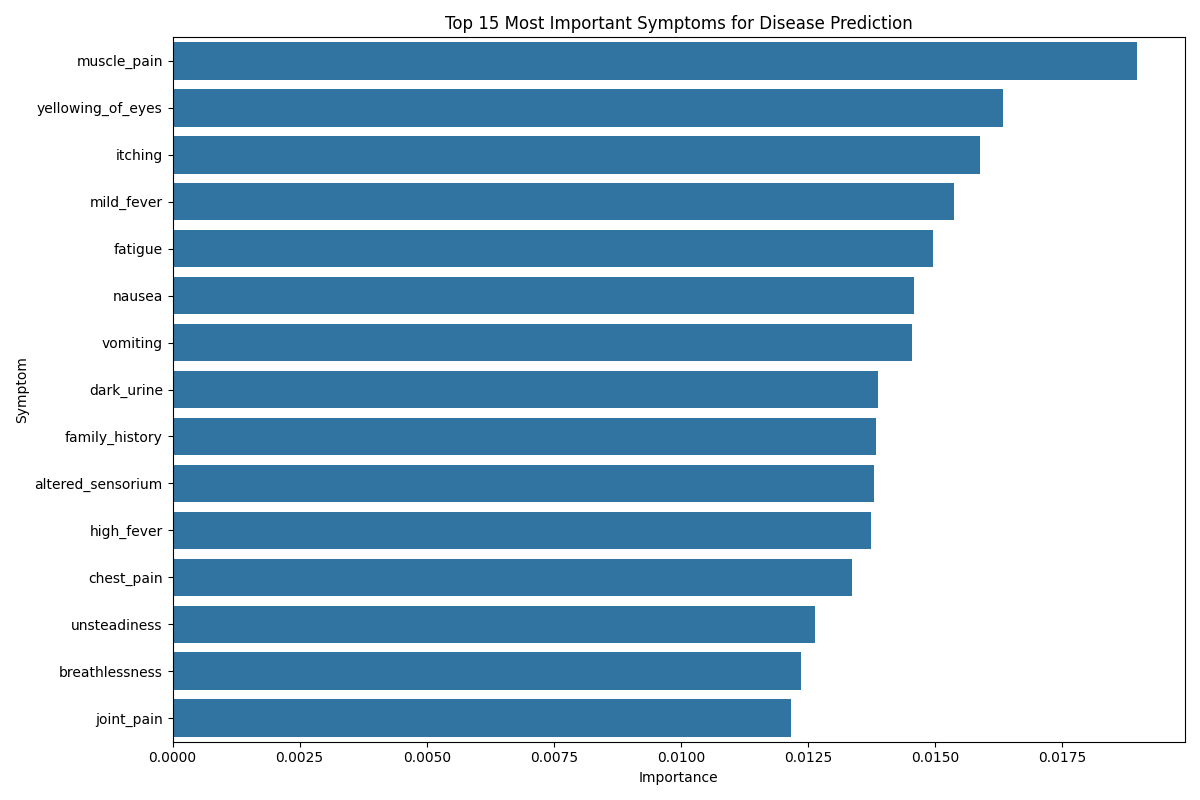 Top 15 Most Important Symptoms for Disease Prediction
muscle_pain
yellowing_of_eyes
itching
mild_fever
fatigue
nausea
vomiting
dark_urine
family_history
altered_sensorium
high_fever
chest_pain
unsteadiness
breathlessness
joint_pain
Symptom
0.0000 0.0025 0.0050 0.0075 0.0100 0.0125 0.0150 0.0175
Importance